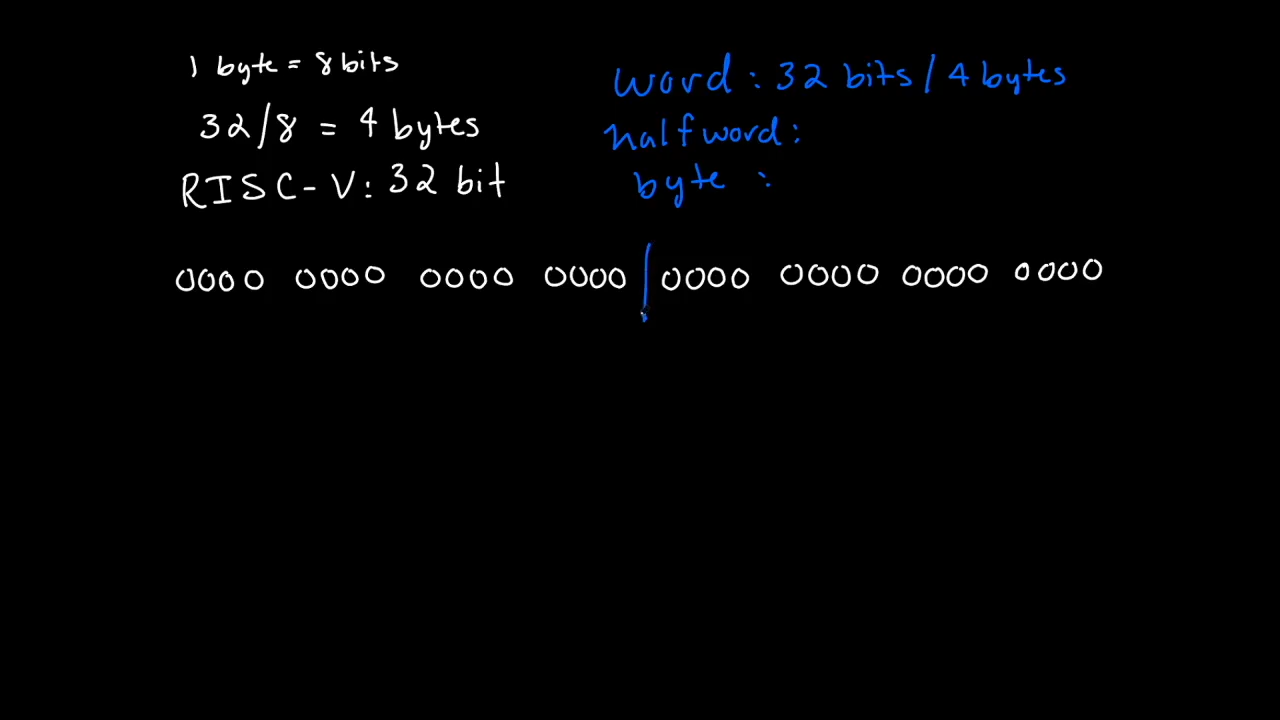 1 byte = 8 bits
32/8 = 4 bytes
RISC-V: 32 bit
word: 32 bits / 4 bytes
halfword:
byte :
0000 0000 0000 0000 | 0000 0000 0000 0000